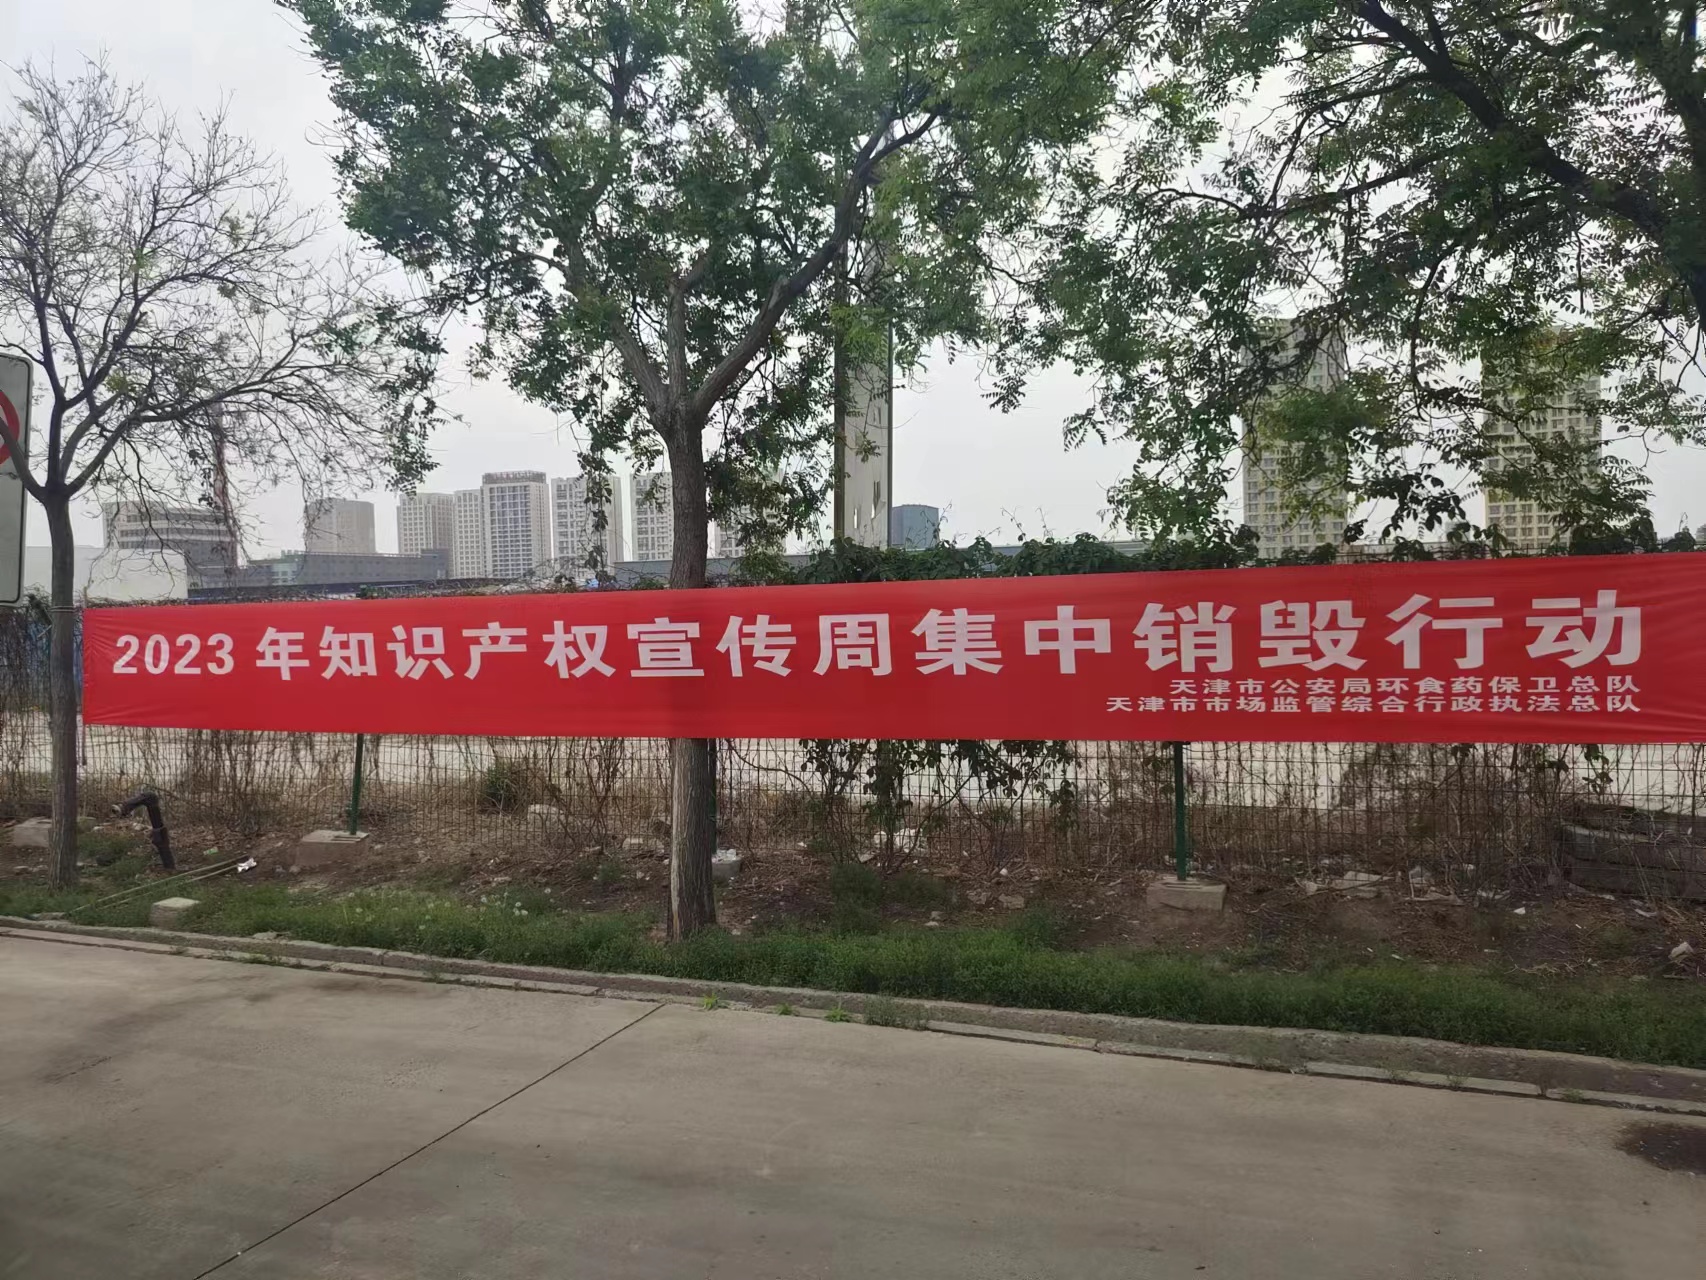 2023年知识产权宣传周集中销毁行动
天津市公安局环食药保卫总队
天津市市场监管综合行政执法总队